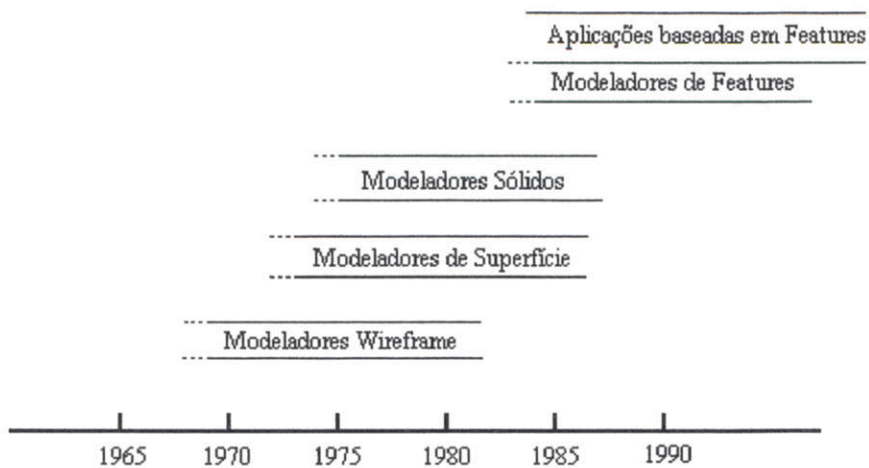 Aplicações baseadas em Features
Modeladores de Features
Modeladores Sólidos
Modeladores de Superfície
Modeladores Wireframe
1965 1970 1975 1980 1985 1990